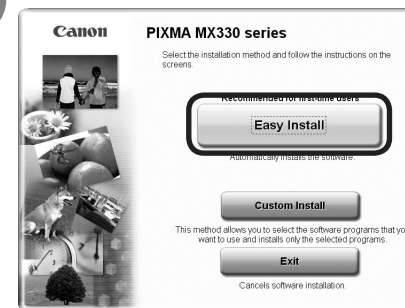 Canon
PIXMA MX330 series
Select the installation method and follow the instructions on the
screens.
Recommended for first-time users
Easy Install
Automatically installs the software.
Custom Install
This method allows you to select the software programs that yo
want to use and installs only the selected programs.
Exit
Cancels software installation.